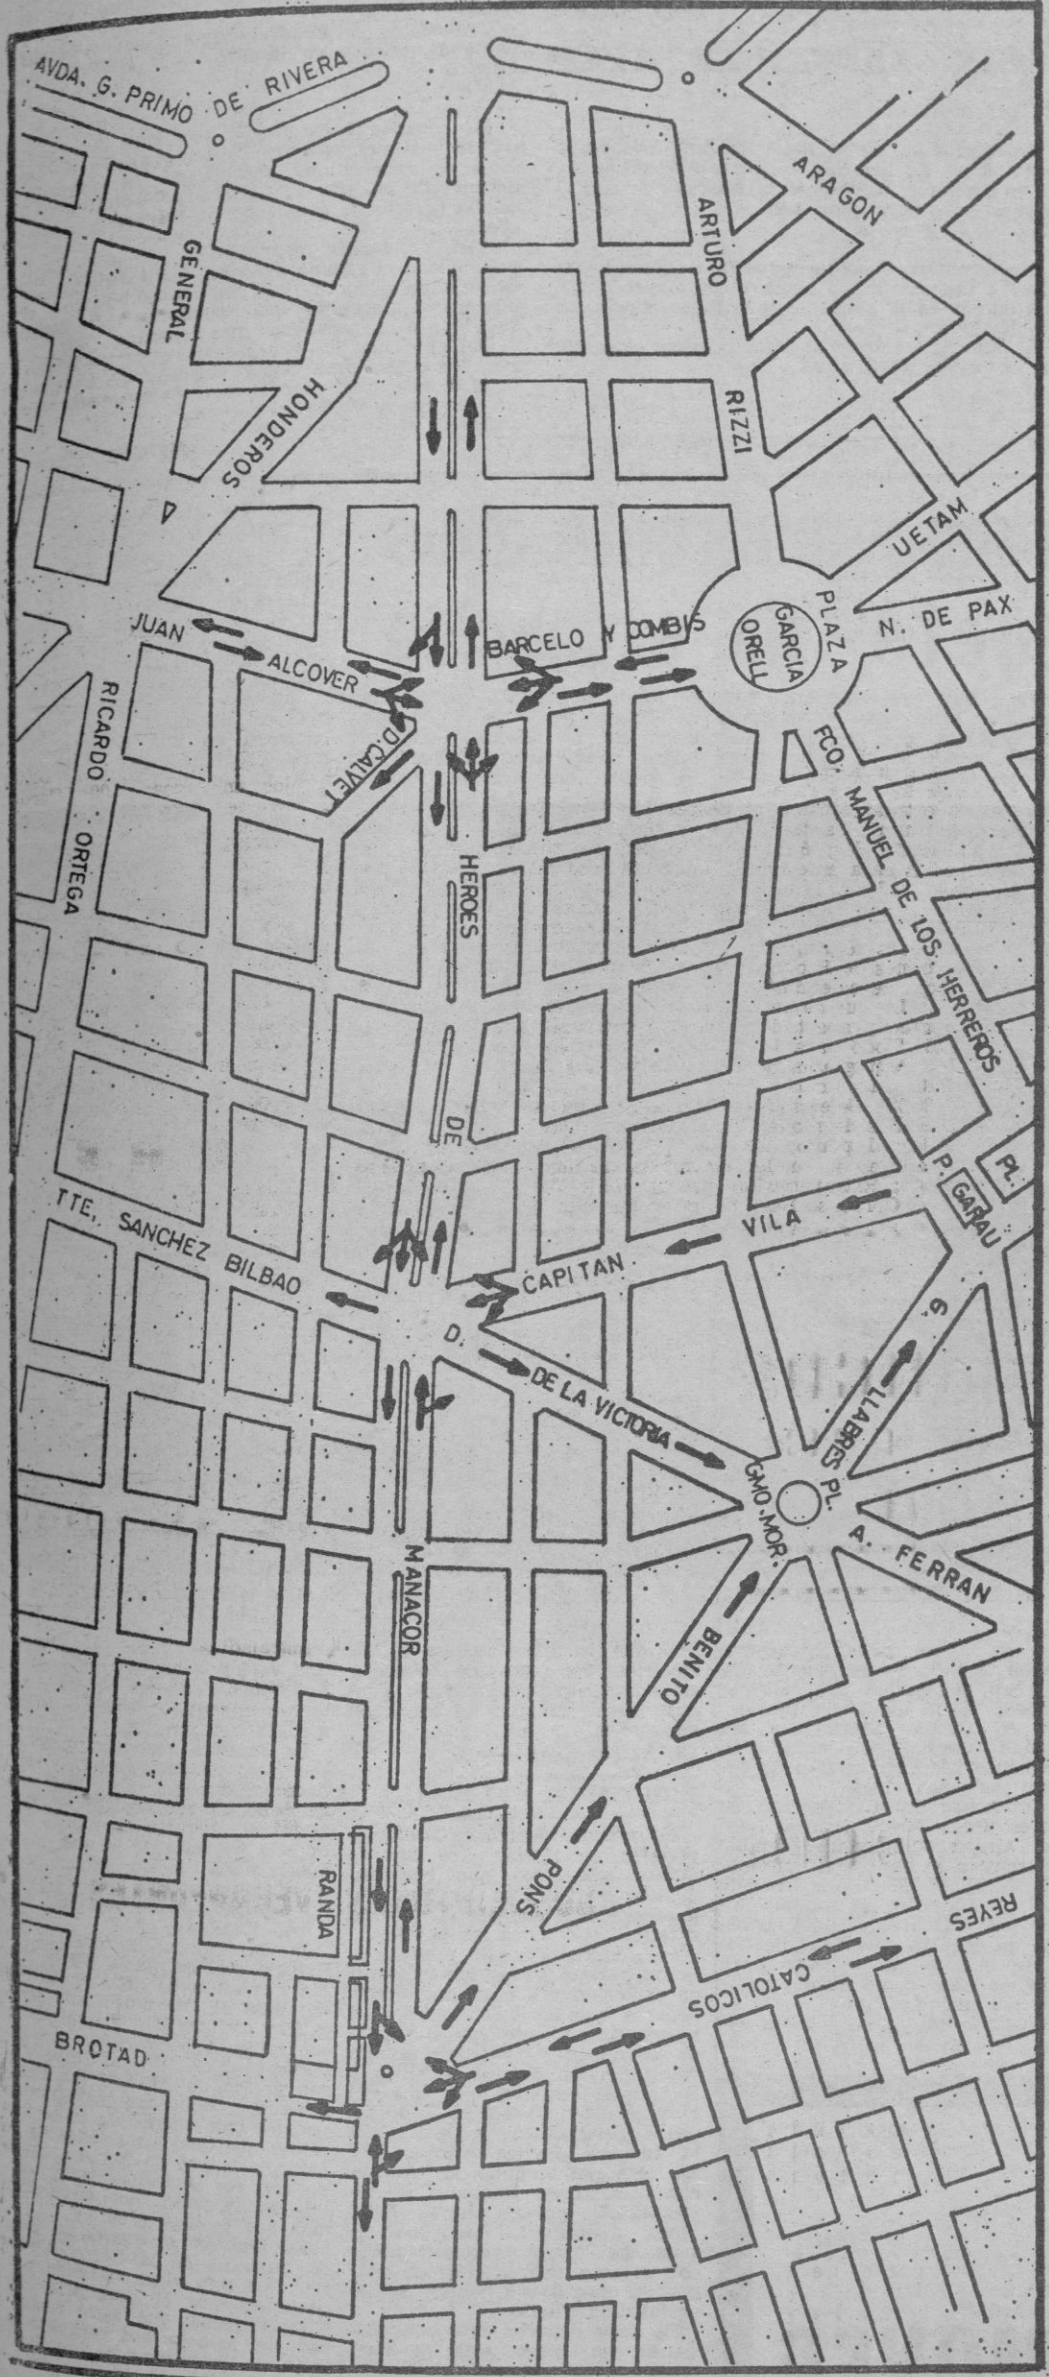 AVDA. G. PRIMO DE RIVERA
ARAGON
ARTURO
RIZZI
GENERAL
HONDEROS
UETAM
N. DE PAX
PLAZA
GARCIA
ORELL
JUAN
ALCOVER
BARCELO Y COMBIS
D. CALVET
RICARDO
ORTEGA
FCO. MANUEL DE LOS HERREROS
HEROES
DE
MANACOR
PL.
P. GARAU
TTE. SANCHEZ BILBAO
CAPITAN VILA
D. DE LA VICTORIA
G. LLABRES
PL.
GMO. MOR.
A. FERRAN
BENITO
PONS
RANDA
REYES
CATOLICOS
BROTAD